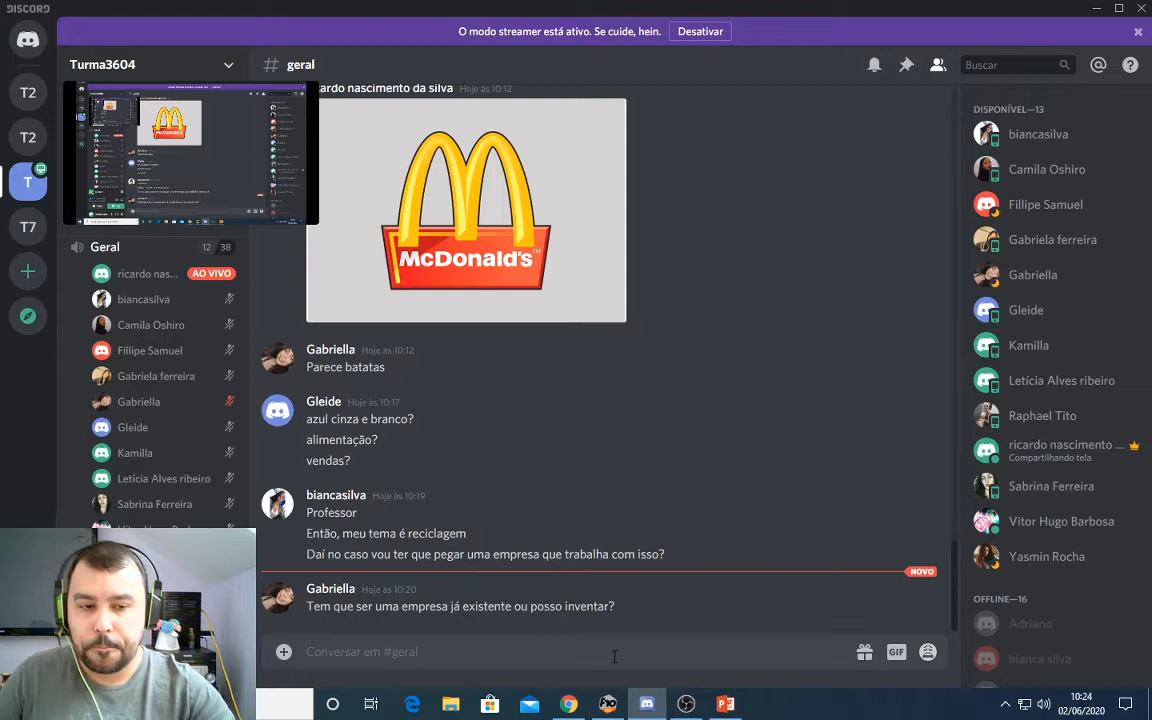 DISCORD
O modo streamer está ativo. Se cuide, hein.
Desativar
Turma3604
# geral
Buscar
T2
T2
T
T7
Geral
12 38
ricardo nas...
AO VIVO
biancasilva
Camila Oshiro
Fillipe Samuel
Gabriela ferreira
Gabriella
Gleide
Kamilla
Letícia Alves ribeiro
Sabrina Ferreira
cardo nascimento da silva Hoje às 10:12
McDonald's™
Gabriella Hoje às 10:12
Parece batatas
Gleide Hoje às 10:17
azul cinza e branco?
alimentação?
vendas?
biancasilva Hoje às 10:19
Professor
Então, meu tema é reciclagem
Daí no caso vou ter que pegar uma empresa que trabalha com isso?
NOVO
Gabriella Hoje às 10:20
Tem que ser uma empresa já existente ou posso inventar?
Conversar em #geral
GIF
DISPONÍVEL—13
biancasilva
Camila Oshiro
Fillipe Samuel
Gabriela ferreira
Gabriella
Gleide
Kamilla
Letícia Alves ribeiro
Raphael Tito
ricardo nascimento ...
Compartilhando tela
Sabrina Ferreira
Vitor Hugo Barbosa
Yasmin Rocha
OFFLINE—16
Adriano
bianca silva
10:24
02/06/2020